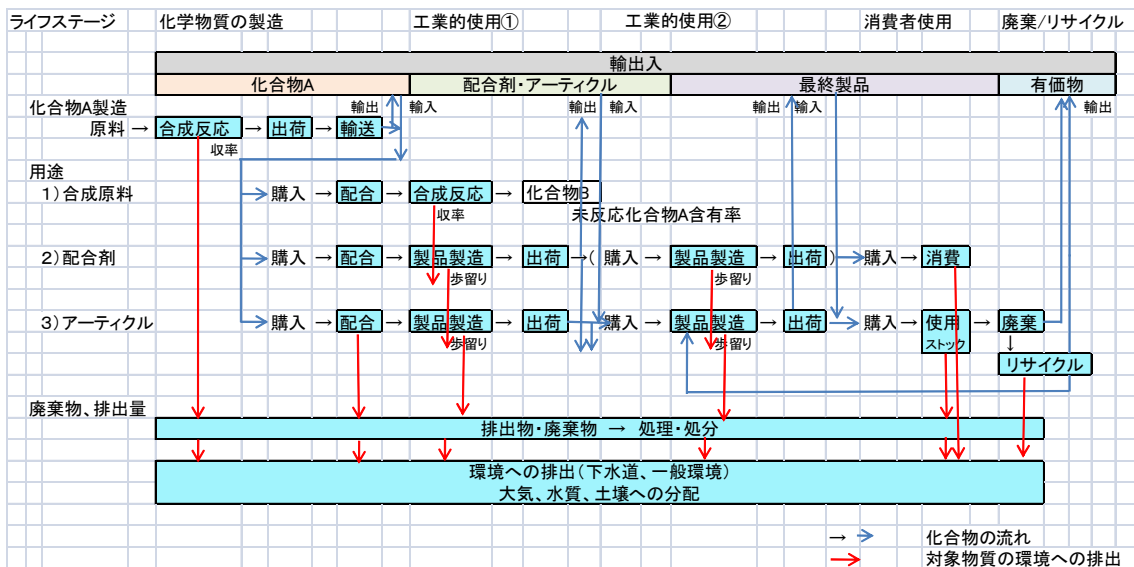 ライフステージ 化学物質の製造 工業的使用① 工業的使用② 消費者使用 廃棄/リサイクル
輸出入
化合物A 配合剤・アーティクル 最終製品 有価物
化合物A製造 輸出 輸入 輸出 輸入 輸出 輸入 輸出
原料 → 合成反応 → 出荷 → 輸送
収率
用途
1)合成原料 購入 → 配合 → 合成反応 → 化合物B
収率 未反応化合物A含有率
2)配合剤 購入 → 配合 → 製品製造 → 出荷 →( 購入 → 製品製造 → 出荷 ) 購入 → 消費
歩留り 歩留り
3)アーティクル 購入 → 配合 → 製品製造 → 出荷 購入 → 製品製造 → 出荷 購入 → 使用 → 廃棄
歩留り 歩留り ストック ↓
リサイクル
廃棄物、排出量
排出物・廃棄物 → 処理・処分
環境への排出(下水道、一般環境)
大気、水質、土壌への分配
→ 化合物の流れ
対象物質の環境への排出